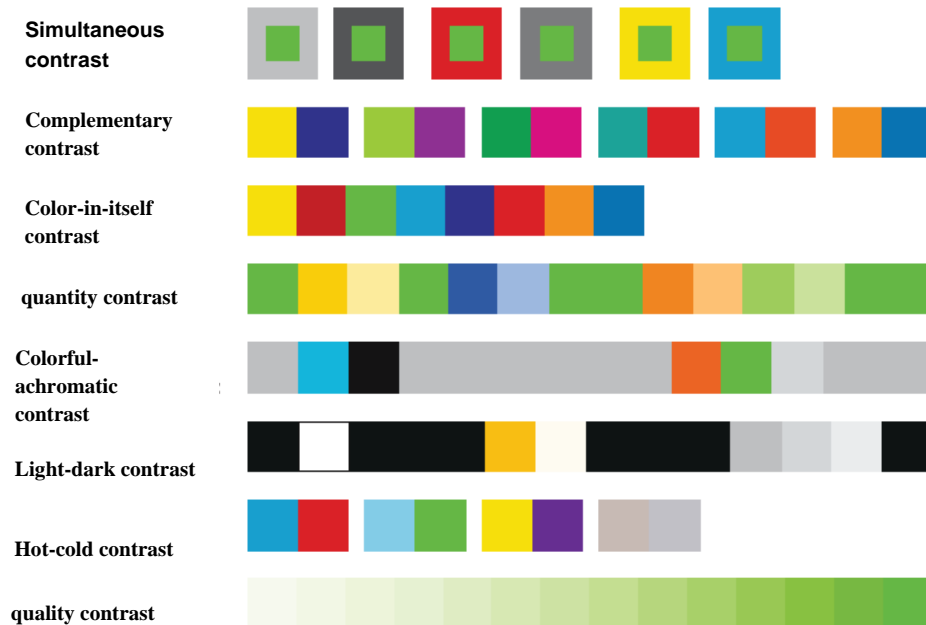 Simultaneous
contrast
Complementary
contrast
Color-in-itself
contrast
quantity contrast
Colorful-
achromatic
contrast
:
Light-dark contrast
Hot-cold contrast
quality contrast